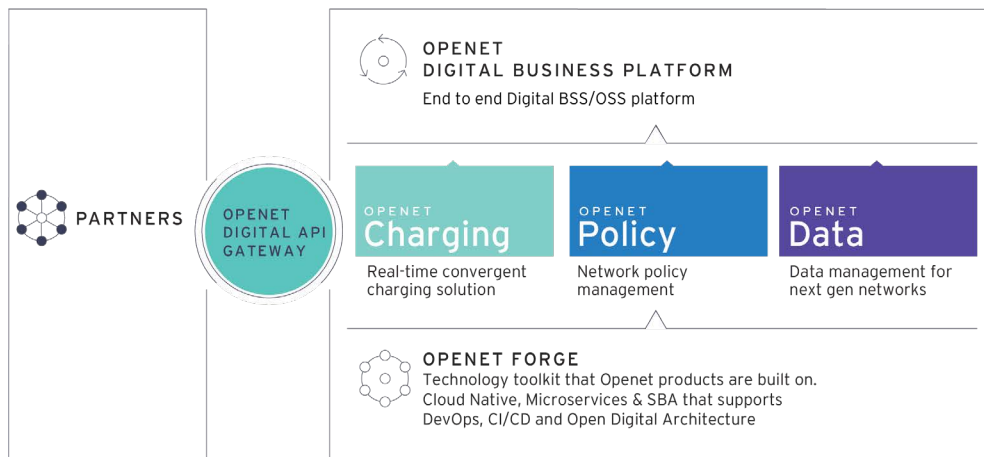 OPENET
DIGITAL BUSINESS PLATFORM
End to end Digital BSS/OSS platform
PARTNERS
OPENET
DIGITAL API
GATEWAY
OPENET
Charging
Real-time convergent
charging solution
OPENET
Policy
Network policy
management
OPENET
Data
Data management for
next gen networks
OPENET FORGE
Technology toolkit that Openet products are built on.
Cloud Native, Microservices & SBA that supports
DevOps, CI/CD and Open Digital Architecture